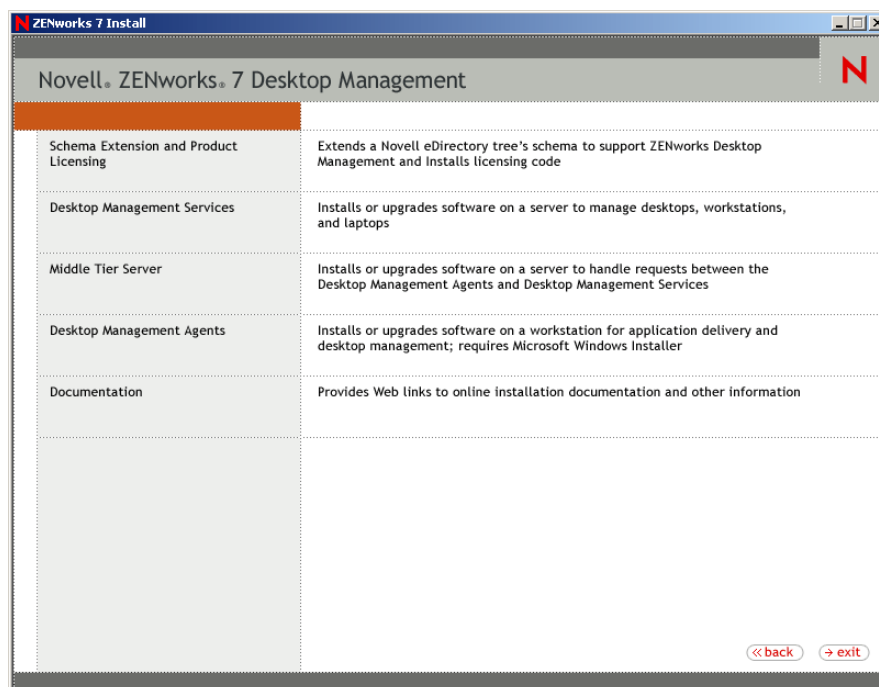 ZENworks 7 Install
Novell® ZENworks® 7 Desktop Management
N
Schema Extension and Product
Licensing
Extends a Novell eDirectory tree's schema to support ZENworks Desktop
Management and Installs licensing code
Desktop Management Services
Installs or upgrades software on a server to manage desktops, workstations,
and laptops
Middle Tier Server
Installs or upgrades software on a server to handle requests between the
Desktop Management Agents and Desktop Management Services
Desktop Management Agents
Installs or upgrades software on a workstation for application delivery and
desktop management; requires Microsoft Windows Installer
Documentation
Provides Web links to online installation documentation and other information
« back
→ exit